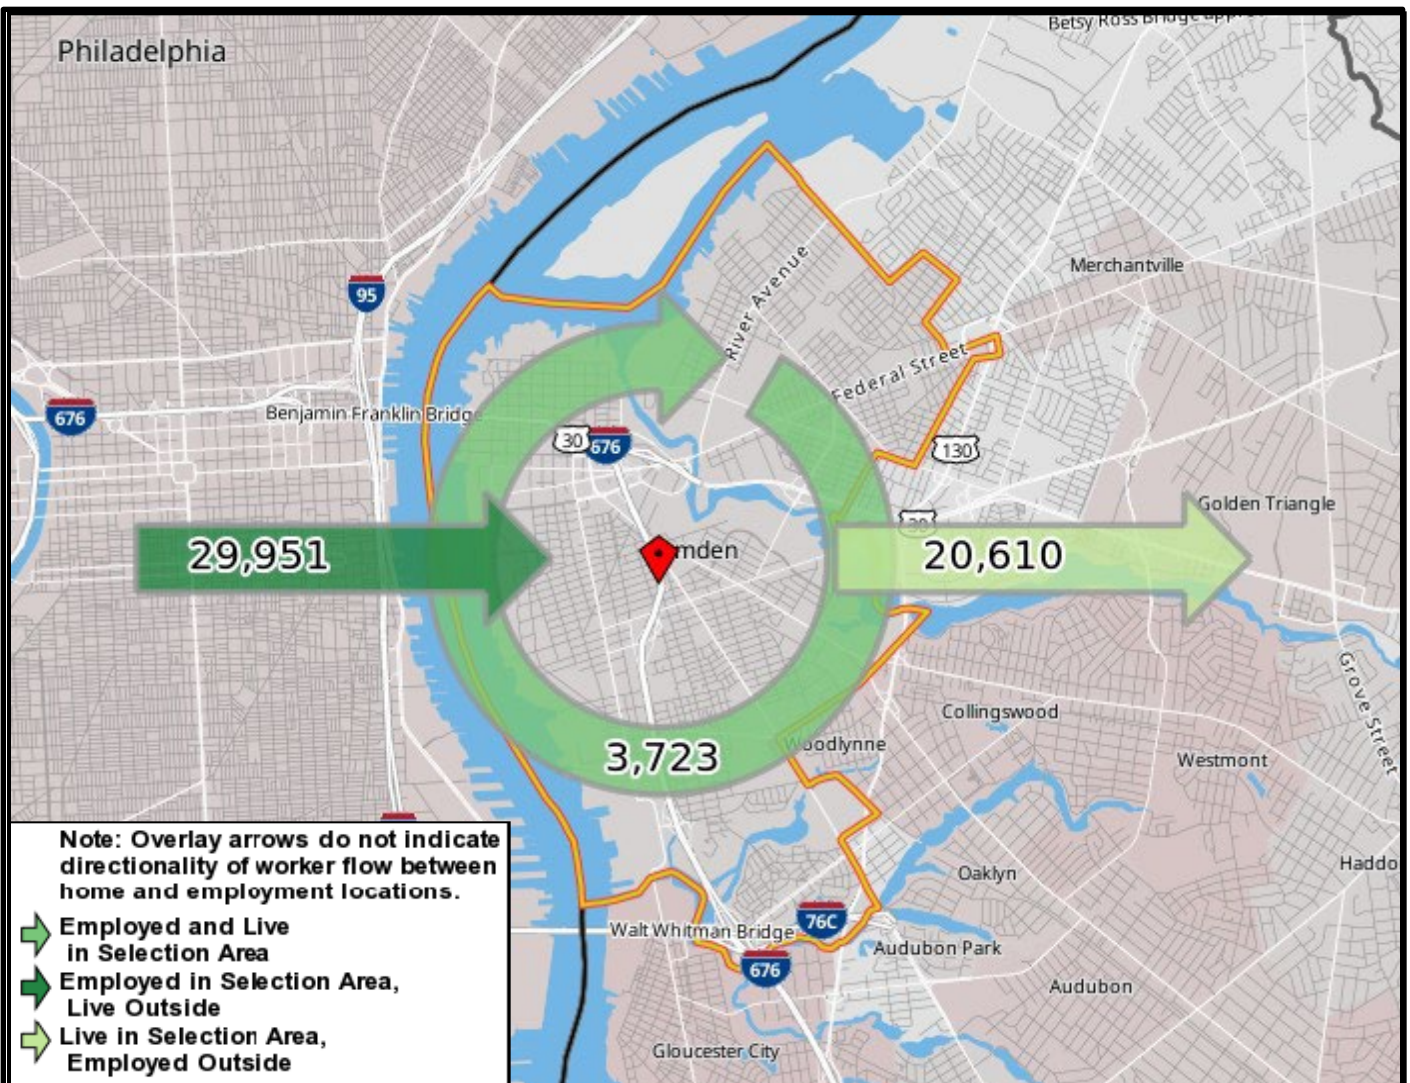 Betsy Ross Bridge
Philadelphia
Merchantville
River Avenue
95
Federal Street
676
Benjamin Franklin Bridge
30
676
130
Golden Triangle
29,951
mden
20,610
Grove Street
Collingswood
Woodlynne
3,723
Westmont
Note: Overlay arrows do not indicate
directionality of worker flow between
home and employment locations.
Employed and Live
in Selection Area
Employed in Selection Area,
Live Outside
Live in Selection Area,
Employed Outside
Haddo
Oaklyn
76C
Walt Whitman Bridge
Audubon Park
676
Audubon
Gloucester City